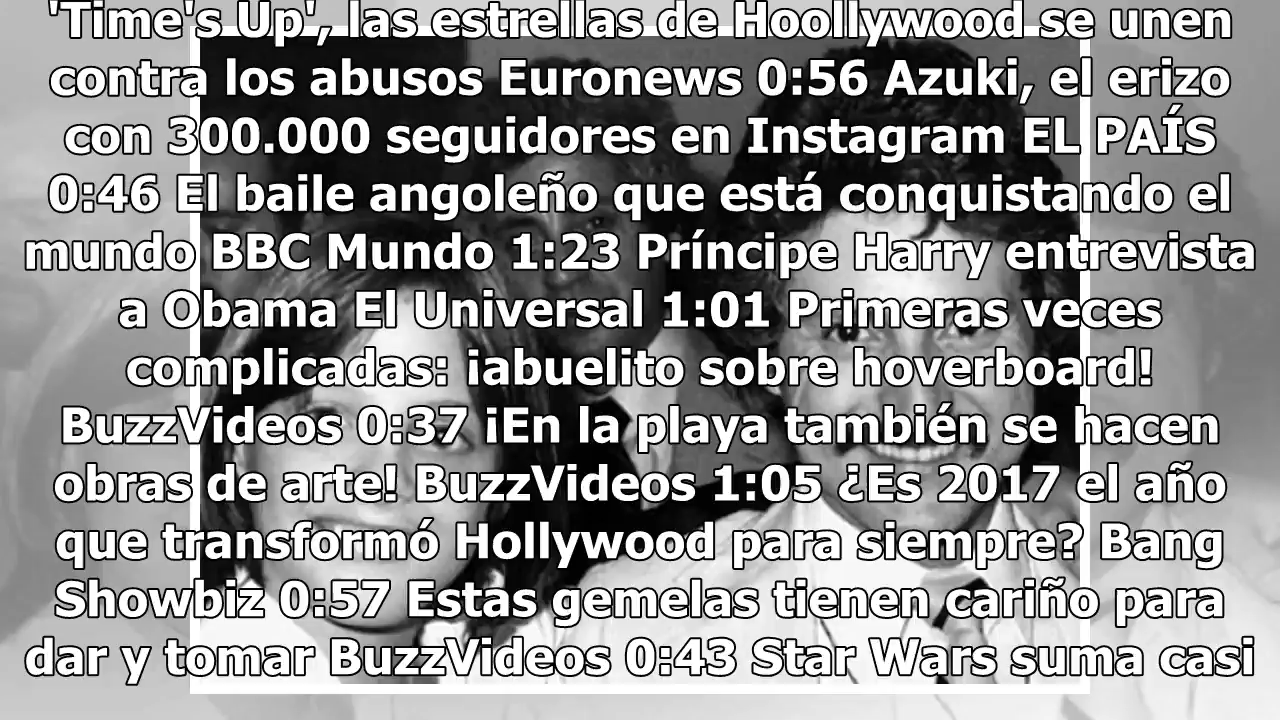 'Time's Up', las estrellas de Hoollywood se unen
contra los abusos Euronews 0:56 Azuki, el erizo
con 300.000 seguidores en Instagram EL PAÍS
0:46 El baile angoleño que está conquistando el
mundo BBC Mundo 1:23 Príncipe Harry entrevista
a Obama El Universal 1:01 Primeras veces
complicadas: ¡abuelito sobre hoverboard!
BuzzVideos 0:37 ¡En la playa también se hacen
obras de arte! BuzzVideos 1:05 ¿Es 2017 el año
que transformó Hollywood para siempre? Bang
Showbiz 0:57 Estas gemelas tienen cariño para
dar y tomar BuzzVideos 0:43 Star Wars suma casi